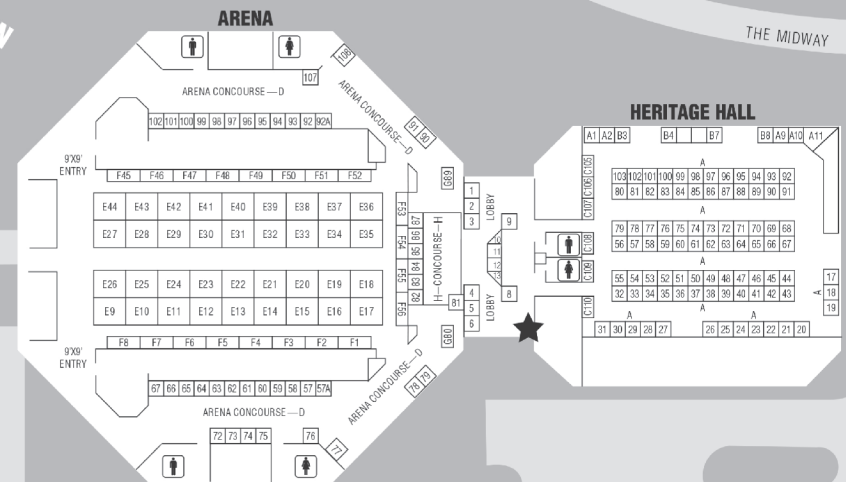 ARENA
THE MIDWAY
108
107
ARENA CONCOURSE—D
ARENA CONCOURSE—D
HERITAGE HALL
102 101 100 99 98 97 96 95 94 93 92 92A
91 90
A1 A2 B3 B4 B7 B8 A9 A10 A11
9'X9'
ENTRY
F45 F46 F47 F48 F49 F50 F51 F52
G89
C105
C106
C107
A
103 102 101 100 99 98 97 96 95 94 93 92
80 81 82 83 84 85 86 87 88 89 90 91
A
E44 E43 E42 E41 E40 E39 E38 E37 E36
E27 E28 E29 E30 E31 E32 E33 E34 E35
F53
F54
F55
F56
87
86
85
84
83
82
H-CONCOURSE-H
81
1
2
3
LOBBY
9
10
11
12
13
8
4
5
6
LOBBY
C108
C109
C110
79 78 77 76 75 74 73 72 71 70 69 68
56 57 58 59 60 61 62 63 64 65 66 67
A
E26 E25 E24 E23 E22 E21 E20 E19 E18
E9 E10 E11 E12 E13 E14 E15 E16 E17
55 54 53 52 51 50 49 48 47 46 45 44
32 33 34 35 36 37 38 39 40 41 42 43
17
18
19
A
A A A
31 30 29 28 27
26 25 24 23 22 21 20
F8 F7 F6 F5 F4 F3 F2 F1
G80
9'X9'
ENTRY
67 66 65 64 63 62 61 60 59 58 57 57A
78 79
ARENA CONCOURSE—D
ARENA CONCOURSE—D
72 73 74 75
76
77